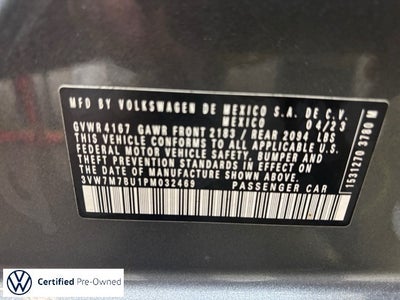 MFD BY VOLKSWAGEN DE MEXICO S.A. DE C.V.
MEXICO 04/23
GVWR 4167 GAWR FRONT 2183 / REAR 2094 LBS
THIS VEHICLE CONFORMS TO ALL APPLICABLE U.S.
FEDERAL MOTOR VEHICLE SAFETY, BUMPER AND
THEFT PREVENTION STANDARDS IN EFFECT ON
THE DATE OF MANUFACTURE SHOWN ABOVE.
3VW7M7BU1PM032469 PASSENGER CAR
1531270 3780 M
Certified Pre-Owned